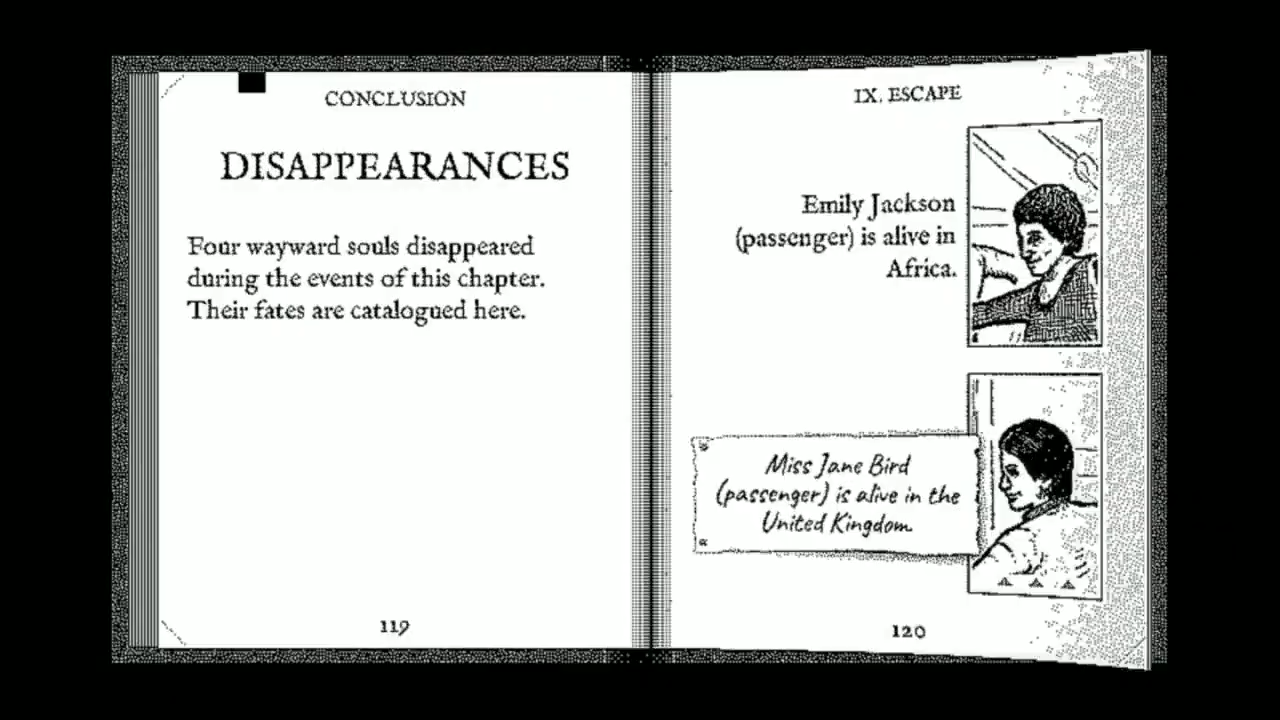 CONCLUSION
DISAPPEARANCES
Four wayward souls disappeared
during the events of this chapter.
Their fates are catalogued here.
119
IX. ESCAPE
Emily Jackson
(passenger) is alive in
Africa.
Miss Jane Bird
(passenger) is alive in the
United Kingdom.
120